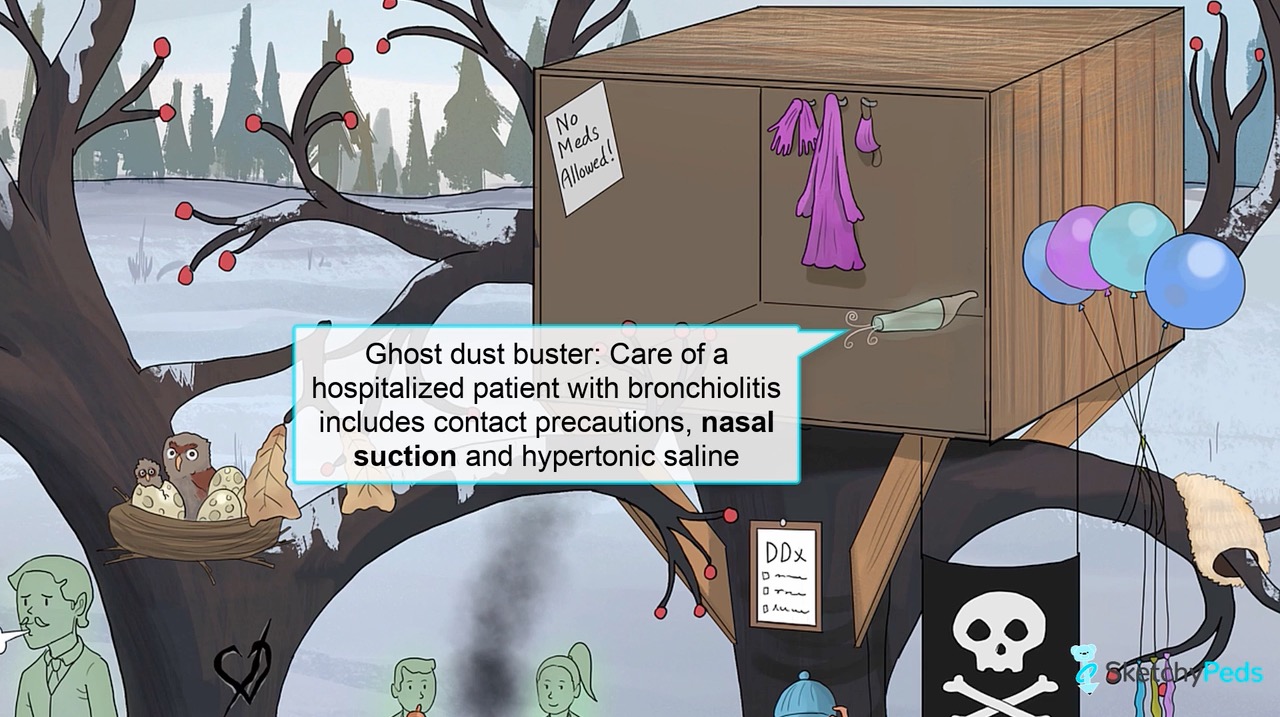 No
Meds
Allowed!
Ghost dust buster: Care of a
hospitalized patient with bronchiolitis
includes contact precautions, nasal
suction and hypertonic saline
DDx
SketchyPeds